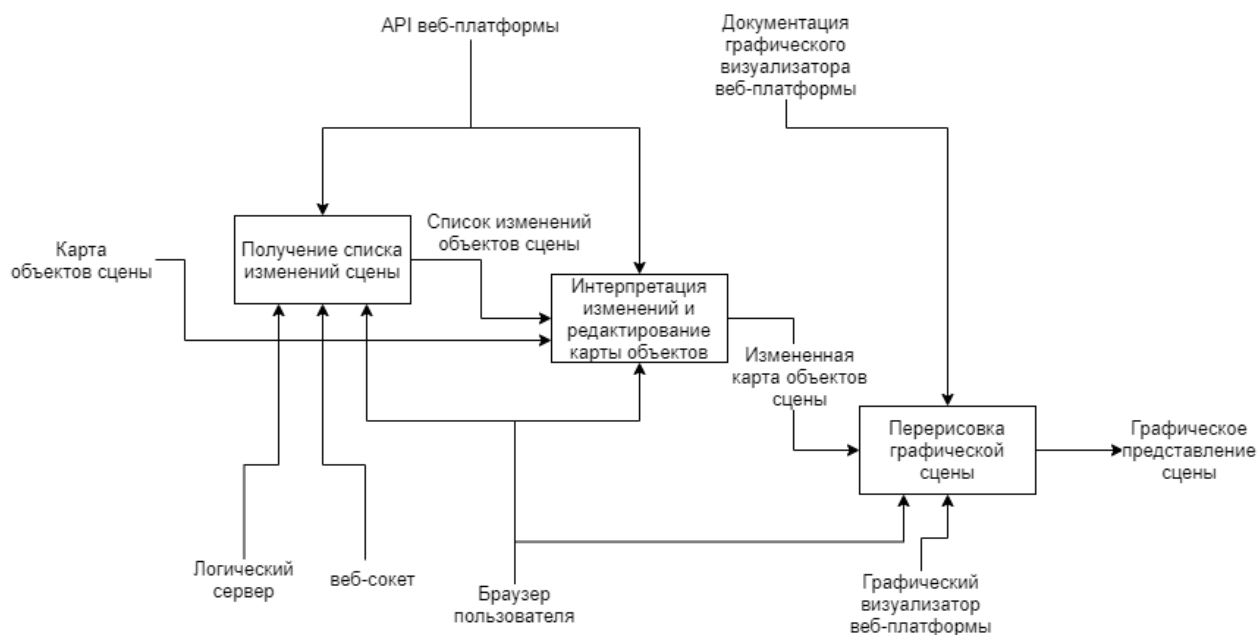 API веб-платформы
Документация
графического
визуализатора
веб-платформы
Карта
объектов сцены
Получение списка
изменений сцены
Список изменений
объектов сцены
Интерпретация
изменений и
редактирование
карты объектов
Измененная
карта объектов
сцены
Перерисовка
графической
сцены
Графическое
представление
сцены
Логический
сервер
веб-сокет
Браузер
пользователя
Графический
визуализатор
веб-платформы